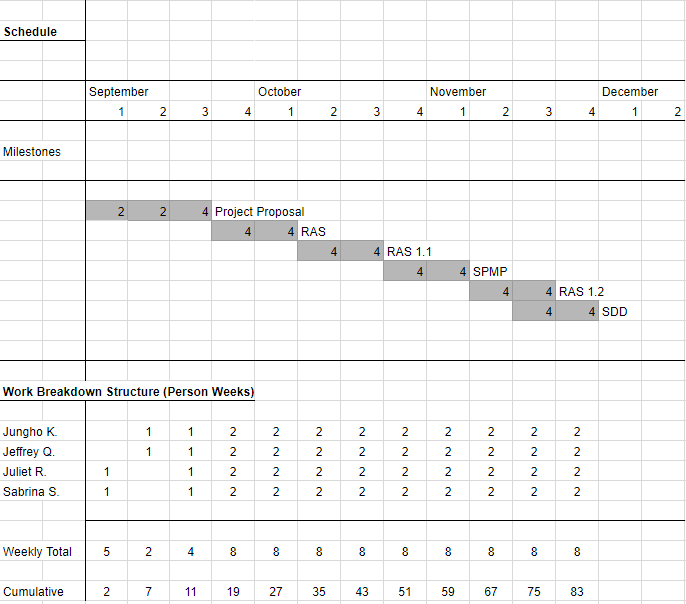 Schedule
September October November December
1 2 3 4 1 2 3 4 1 2 3 4 1 2
Milestones
2 2 4 Project Proposal
4 4 RAS
4 4 RAS 1.1
4 4 SPMP
4 4 RAS 1.2
4 4 SDD
Work Breakdown Structure (Person Weeks)
Jungho K. 1 1 2 2 2 2 2 2 2 2 2
Jeffrey Q. 1 1 2 2 2 2 2 2 2 2 2
Juliet R. 1 1 2 2 2 2 2 2 2 2 2
Sabrina S. 1 1 2 2 2 2 2 2 2 2 2
Weekly Total 5 2 4 8 8 8 8 8 8 8 8 8
Cumulative 2 7 11 19 27 35 43 51 59 67 75 83